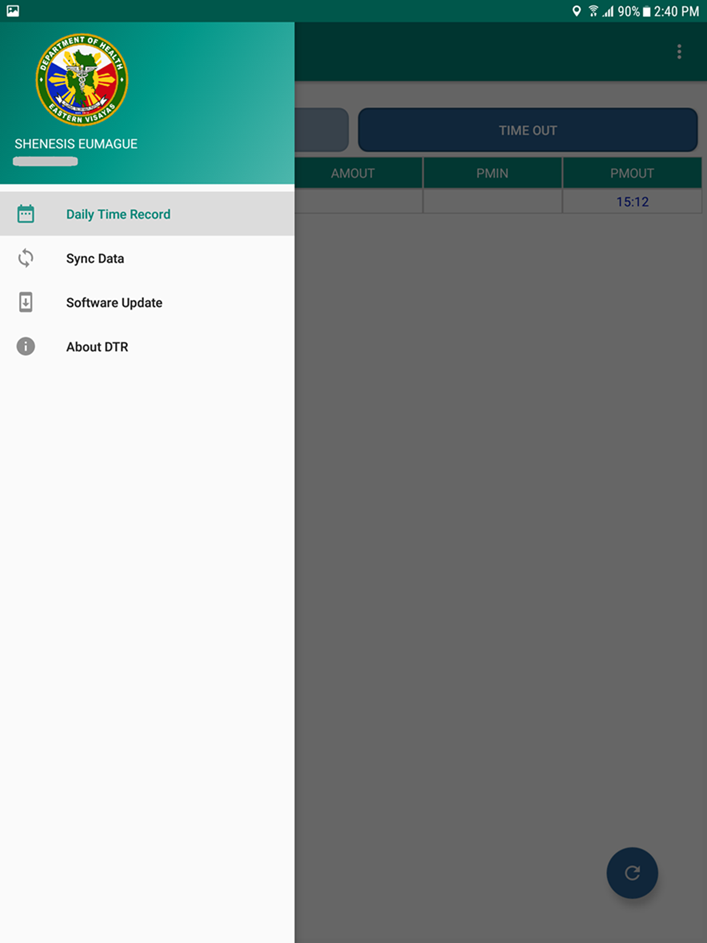 90% 2:40 PM
DEPARTMENT OF HEALTH
EASTERN VISAYAS
SHENESIS EUMAGUE
TIME OUT
AMOUT PMIN PMOUT
15:12
Daily Time Record
Sync Data
Software Update
About DTR